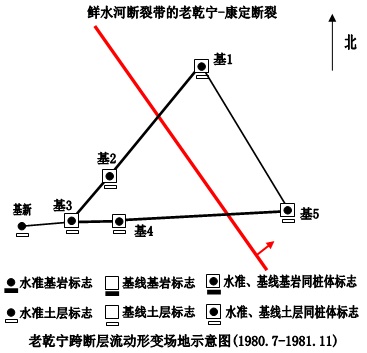 鲜水河断裂带的老乾宁-康定断裂
北
基1
基2
基新
基3
基4
基5
水准基岩标志 基线基岩标志 水准、基线基岩同桩体标志
水准土层标志 基线土层标志 水准、基线土层同桩体标志
老乾宁跨断层流动形变场地示意图(1980.7-1981.11)